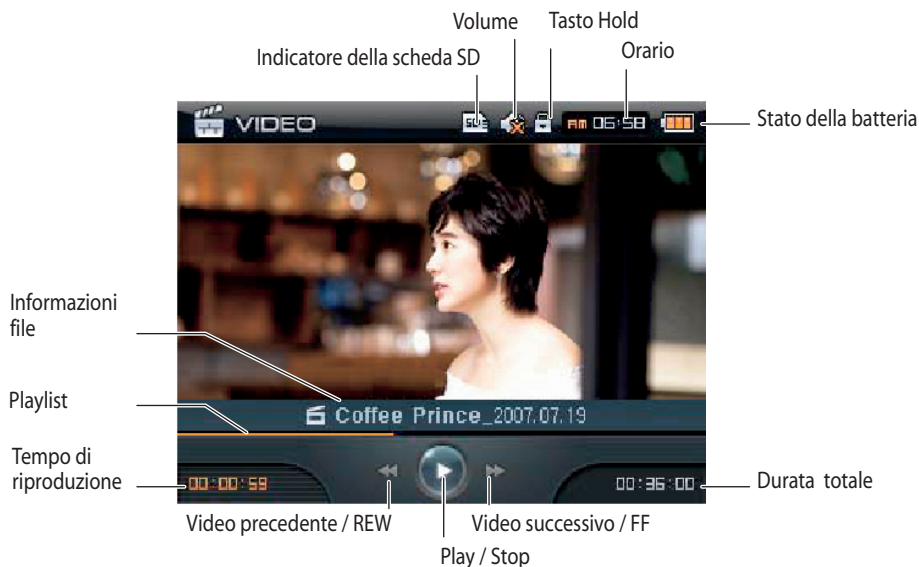 Volume
Tasto Hold
Indicatore della scheda SD
Orario
VIDEO
SD
AM 06:58
Stato della batteria
Informazioni
file
Coffee Prince_2007.07.19
Playlist
Tempo di
riproduzione
00:00:59
00:36:00
Durata totale
Video precedente / REW
Video successivo / FF
Play / Stop